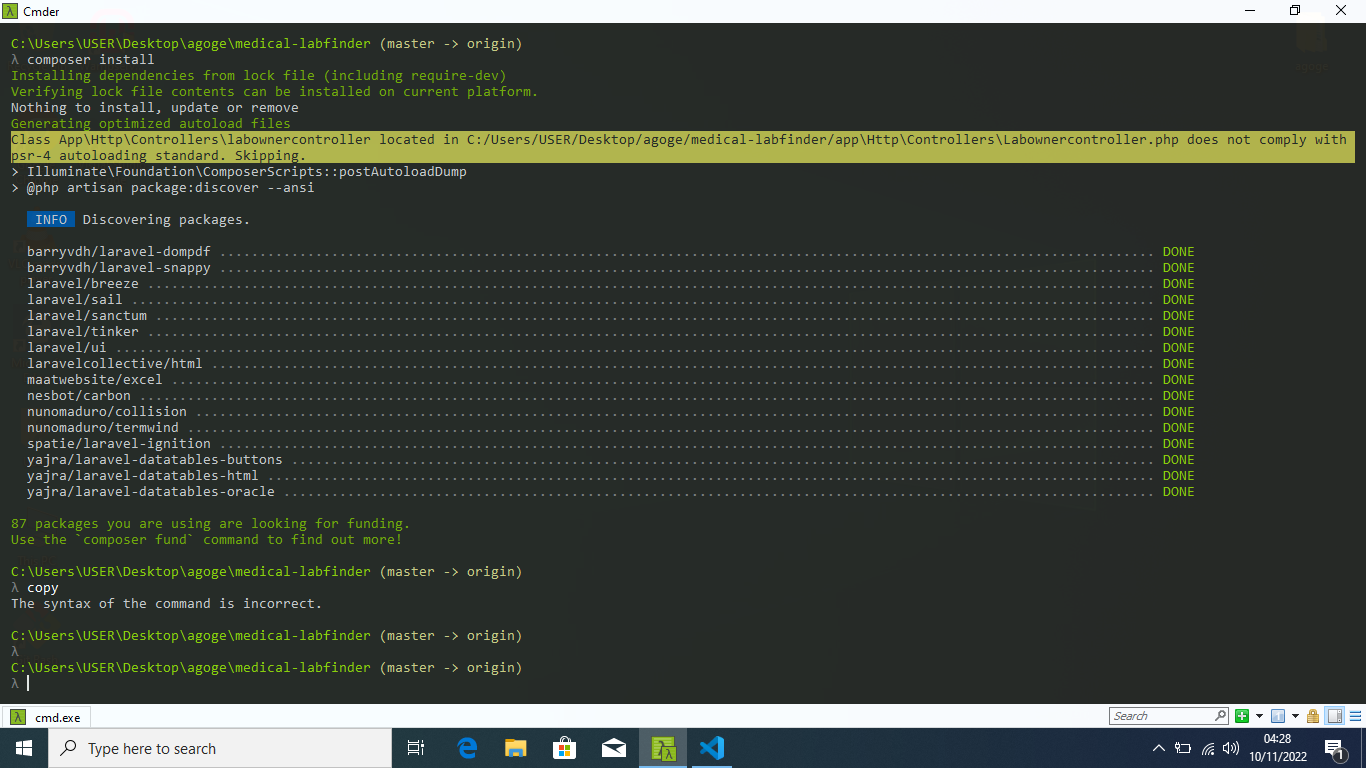 Cmder
C:\Users\USER\Desktop\agoge\medical-labfinder (master -> origin)
λ composer install
Installing dependencies from lock file (including require-dev)
Verifying lock file contents can be installed on current platform.
Nothing to install, update or remove
Generating optimized autoload files
Class App\Http\Controllers\labownercontroller located in C:/Users/USER/Desktop/agoge/medical-labfinder/app\Http\Controllers\Labownercontroller.php does not comply with
psr-4 autoloading standard. Skipping.
> Illuminate\Foundation\ComposerScripts::postAutoloadDump
> @php artisan package:discover --ansi
INFO Discovering packages.
barryvdh/laravel-dompdf ..................................................................................................................... DONE
barryvdh/laravel-snappy ..................................................................................................................... DONE
laravel/breeze .............................................................................................................................. DONE
laravel/sail ................................................................................................................................ DONE
laravel/sanctum ............................................................................................................................. DONE
laravel/tinker .............................................................................................................................. DONE
laravel/ui .................................................................................................................................. DONE
laravelcollective/html ...................................................................................................................... DONE
maatwebsite/excel ........................................................................................................................... DONE
nesbot/carbon ............................................................................................................................... DONE
nunomaduro/collision ........................................................................................................................ DONE
nunomaduro/termwind ......................................................................................................................... DONE
spatie/laravel-ignition ..................................................................................................................... DONE
yajra/laravel-datatables-buttons ............................................................................................................ DONE
yajra/laravel-datatables-html ............................................................................................................... DONE
yajra/laravel-datatables-oracle ............................................................................................................. DONE
87 packages you are using are looking for funding.
Use the `composer fund` command to find out more!
C:\Users\USER\Desktop\agoge\medical-labfinder (master -> origin)
λ copy
The syntax of the command is incorrect.
C:\Users\USER\Desktop\agoge\medical-labfinder (master -> origin)
λ
C:\Users\USER\Desktop\agoge\medical-labfinder (master -> origin)
λ
cmd.exe
Search
Type here to search
04:28
10/11/2022
1